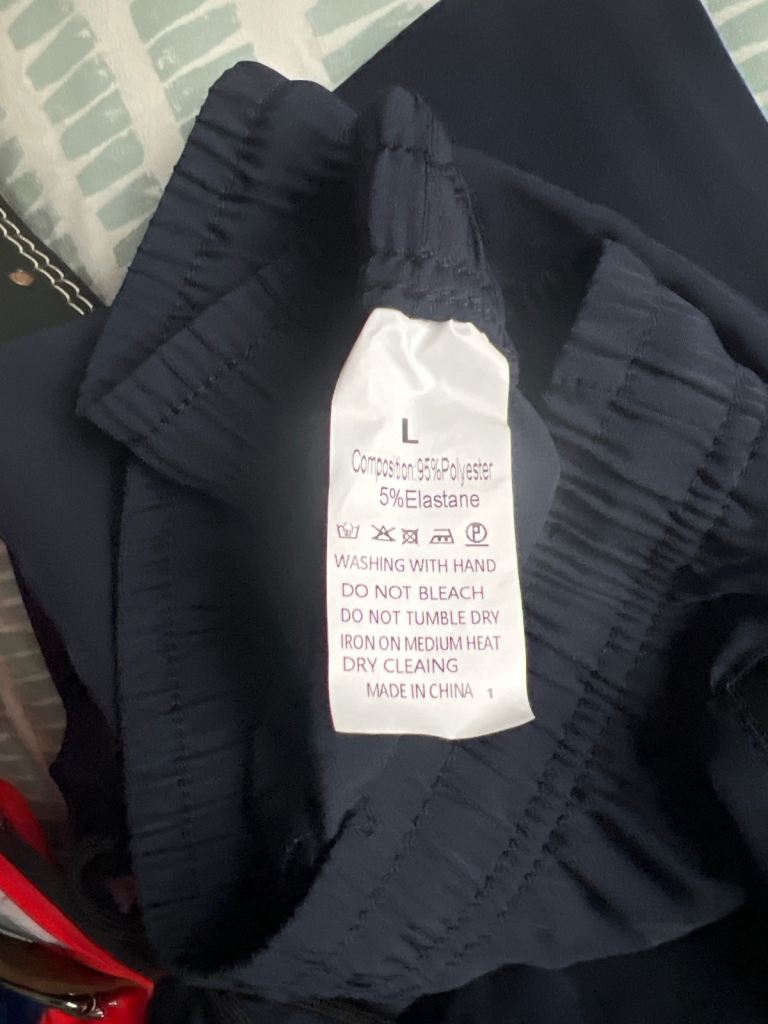 L
Composition:95%Polyester
5%Elastane
P
WASHING WITH HAND
DO NOT BLEACH
DO NOT TUMBLE DRY
IRON ON MEDIUM HEAT
DRY CLEAING
MADE IN CHINA 1